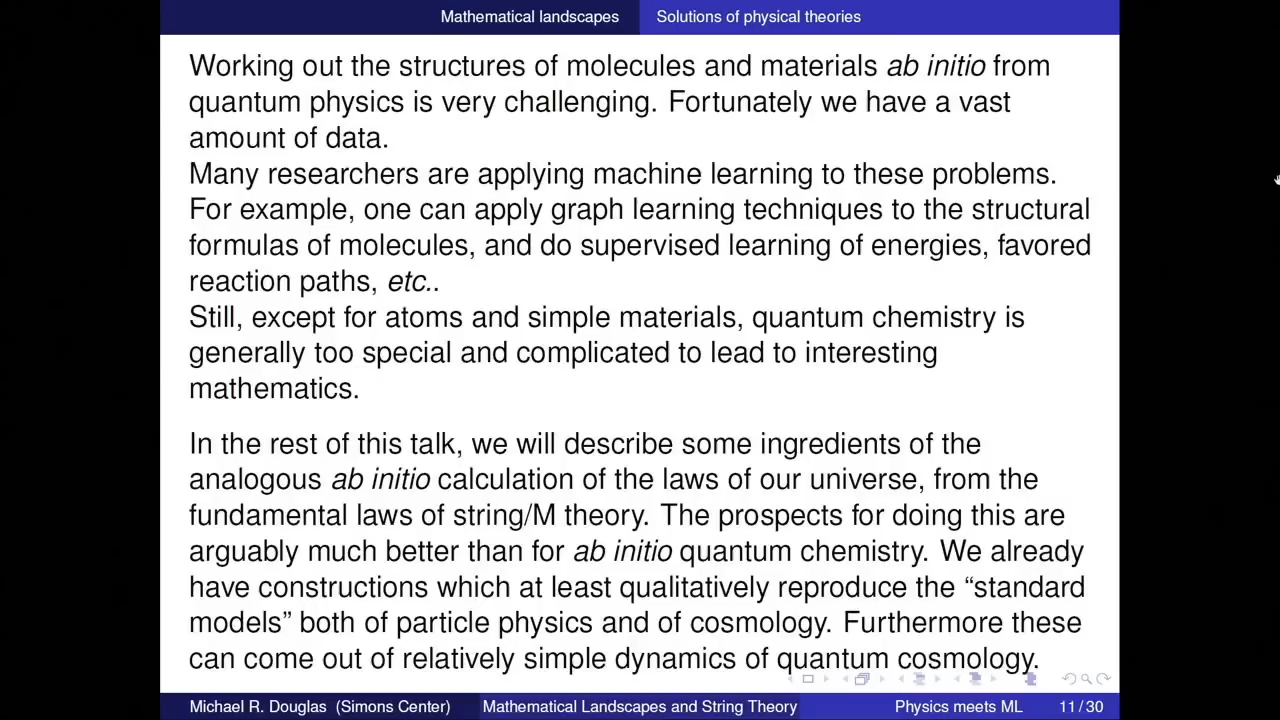 Mathematical landscapes Solutions of physical theories
Working out the structures of molecules and materials ab initio from
quantum physics is very challenging. Fortunately we have a vast
amount of data.
Many researchers are applying machine learning to these problems.
For example, one can apply graph learning techniques to the structural
formulas of molecules, and do supervised learning of energies, favored
reaction paths, etc..
Still, except for atoms and simple materials, quantum chemistry is
generally too special and complicated to lead to interesting
mathematics.
In the rest of this talk, we will describe some ingredients of the
analogous ab initio calculation of the laws of our universe, from the
fundamental laws of string/M theory. The prospects for doing this are
arguably much better than for ab initio quantum chemistry. We already
have constructions which at least qualitatively reproduce the “standard
models” both of particle physics and of cosmology. Furthermore these
can come out of relatively simple dynamics of quantum cosmology.
Michael R. Douglas (Simons Center) Mathematical Landscapes and String Theory Physics meets ML 11 / 30